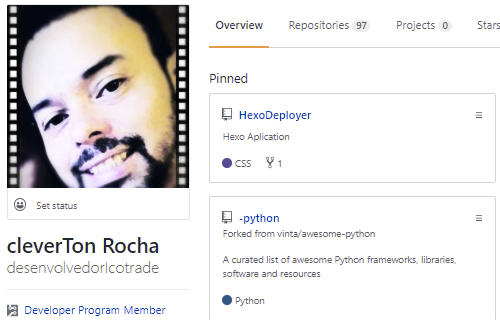 Overview
Repositories 97
Projects 0
Stars
Pinned
HexoDeployer
Hexo Aplication
CSS
1
-python
Forked from vinta/awesome-python
A curated list of awesome Python frameworks, libraries,
software and resources
Python
Set status
cleverTon Rocha
desenvolvedorlcotrade
Developer Program Member